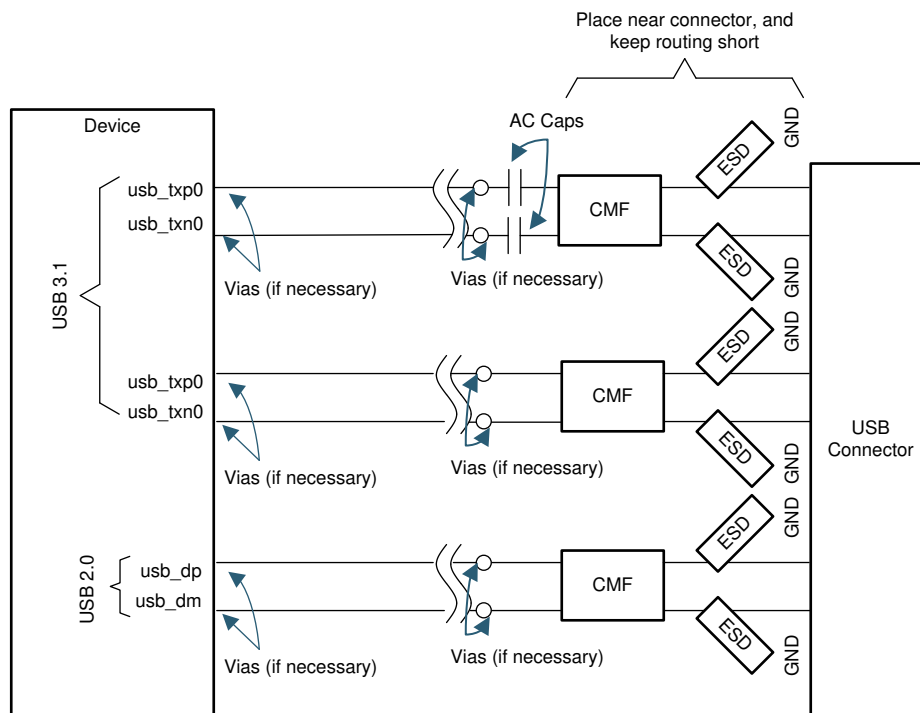 Place near connector, and
keep routing short
Device
AC Caps
GND
ESD
usb_txp0
CMF
usb_txn0
ESD
GND
Vias (if necessary)
Vias (if necessary)
USB 3.1
GND
ESD
usb_txp0
CMF
usb_txn0
USB
Connector
ESD
GND
Vias (if necessary)
Vias (if necessary)
GND
ESD
USB 2.0
usb_dp
CMF
usb_dm
ESD
GND
Vias (if necessary)
Vias (if necessary)